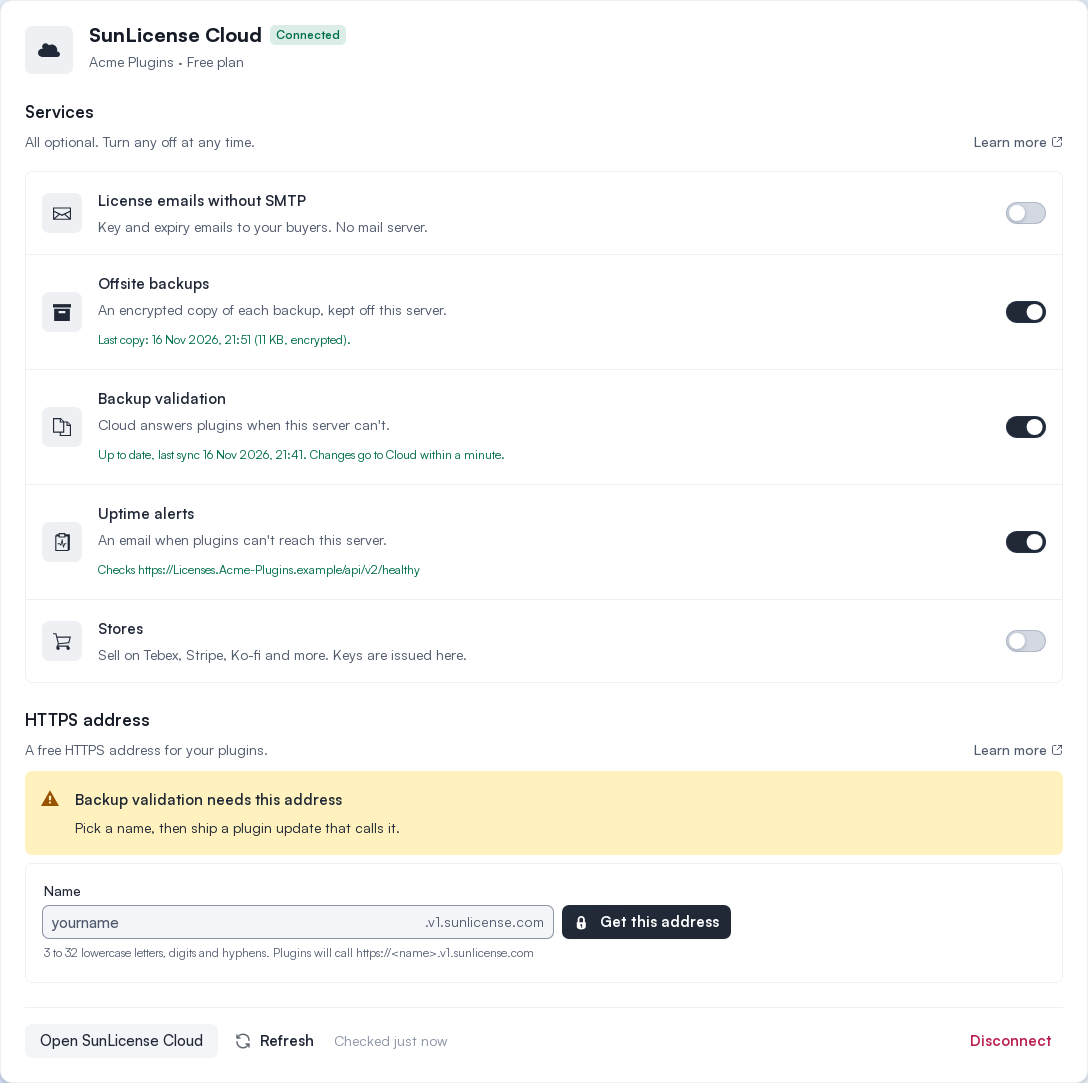 SunLicense Cloud Connected
Acme Plugins · Free plan
Services
All optional. Turn any off at any time. Learn more
License emails without SMTP
Key and expiry emails to your buyers. No mail server.
Offsite backups
An encrypted copy of each backup, kept off this server.
Last copy: 16 Nov 2026, 21:51 (11 KB, encrypted).
Backup validation
Cloud answers plugins when this server can't.
Up to date, last sync 16 Nov 2026, 21:41. Changes go to Cloud within a minute.
Uptime alerts
An email when plugins can't reach this server.
Checks https://Licenses.Acme-Plugins.example/api/v2/healthy
Stores
Sell on Tebex, Stripe, Ko-fi and more. Keys are issued here.
HTTPS address
A free HTTPS address for your plugins. Learn more
Backup validation needs this address
Pick a name, then ship a plugin update that calls it.
Name
yourname .v1.sunlicense.com Get this address
3 to 32 lowercase letters, digits and hyphens. Plugins will call https://<name>.v1.sunlicense.com
Open SunLicense Cloud Refresh Checked just now Disconnect